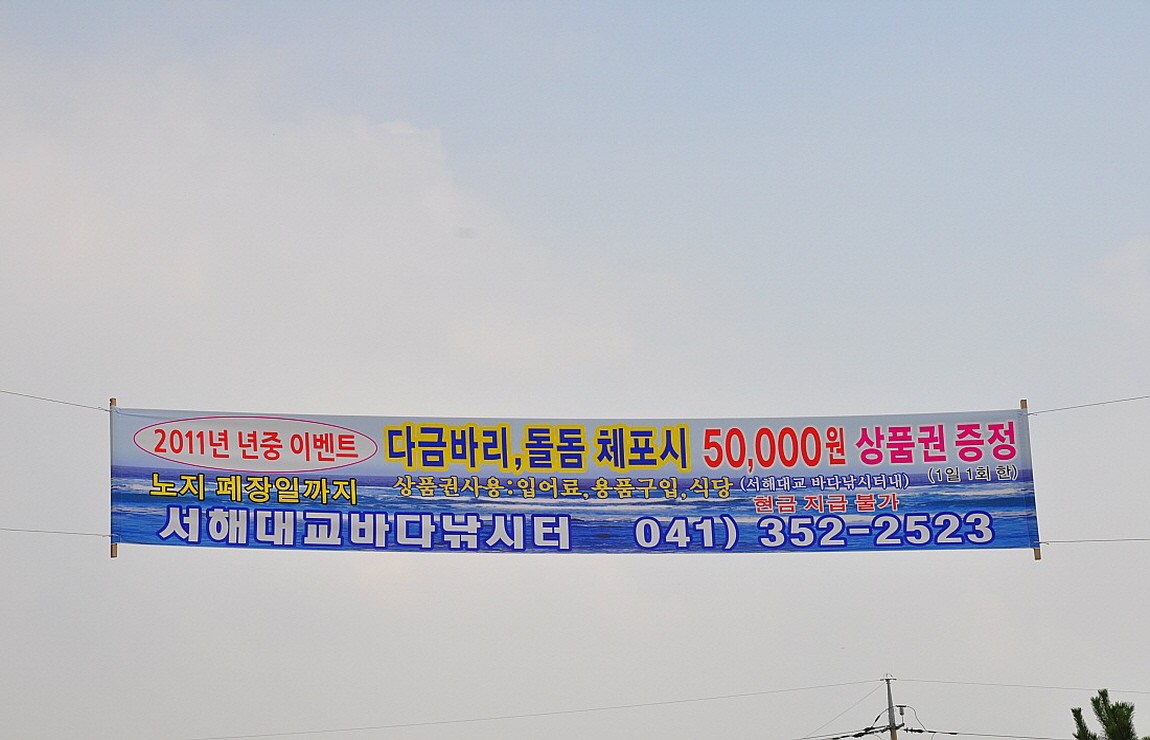 2011년 년중 이벤트 다금바리,돌돔 체포시 50,000원 상품권 증정
(1일 1회 한)
노지 폐장일까지 상품권사용:입어료,용품구입,식당 (서해대교 바다낚시터내)
현금 지급 불가
서해대교바다낚시터 041) 352-2523